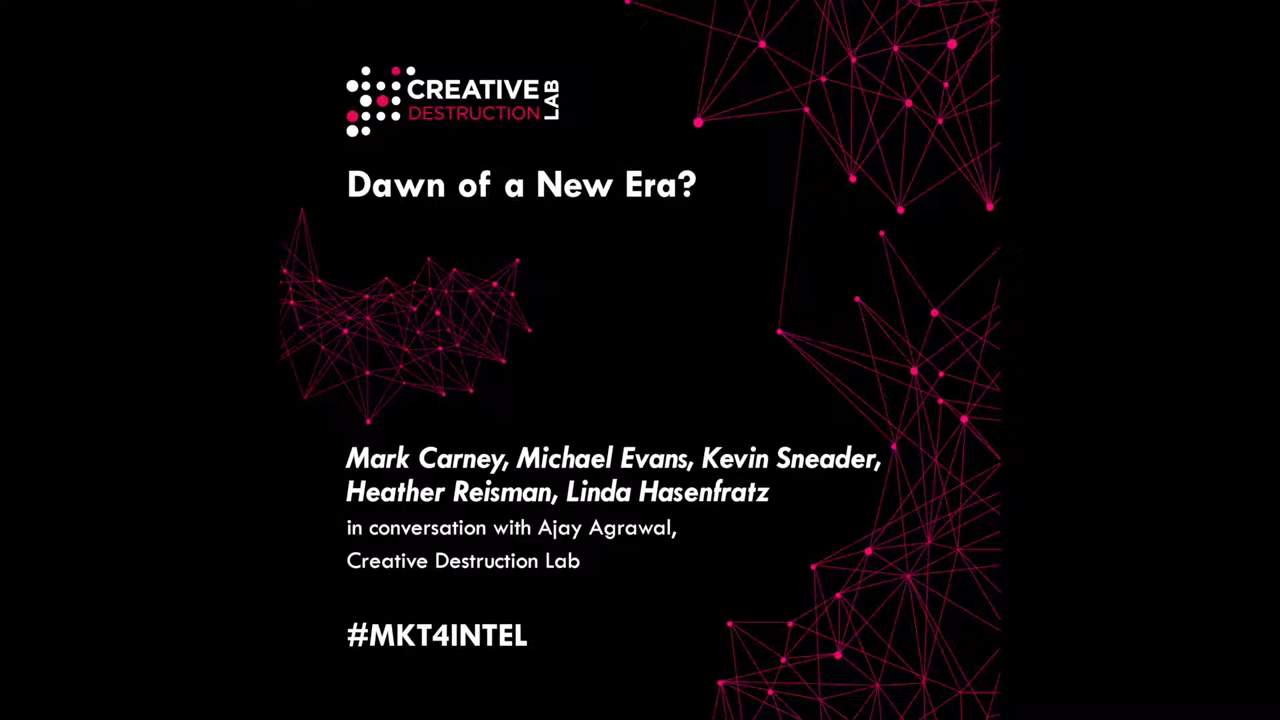 CREATIVE
DESTRUCTION
LAB
Dawn of a New Era?
Mark Carney, Michael Evans, Kevin Sneader,
Heather Reisman, Linda Hasenfratz
in conversation with Ajay Agrawal,
Creative Destruction Lab
#MKT4INTEL